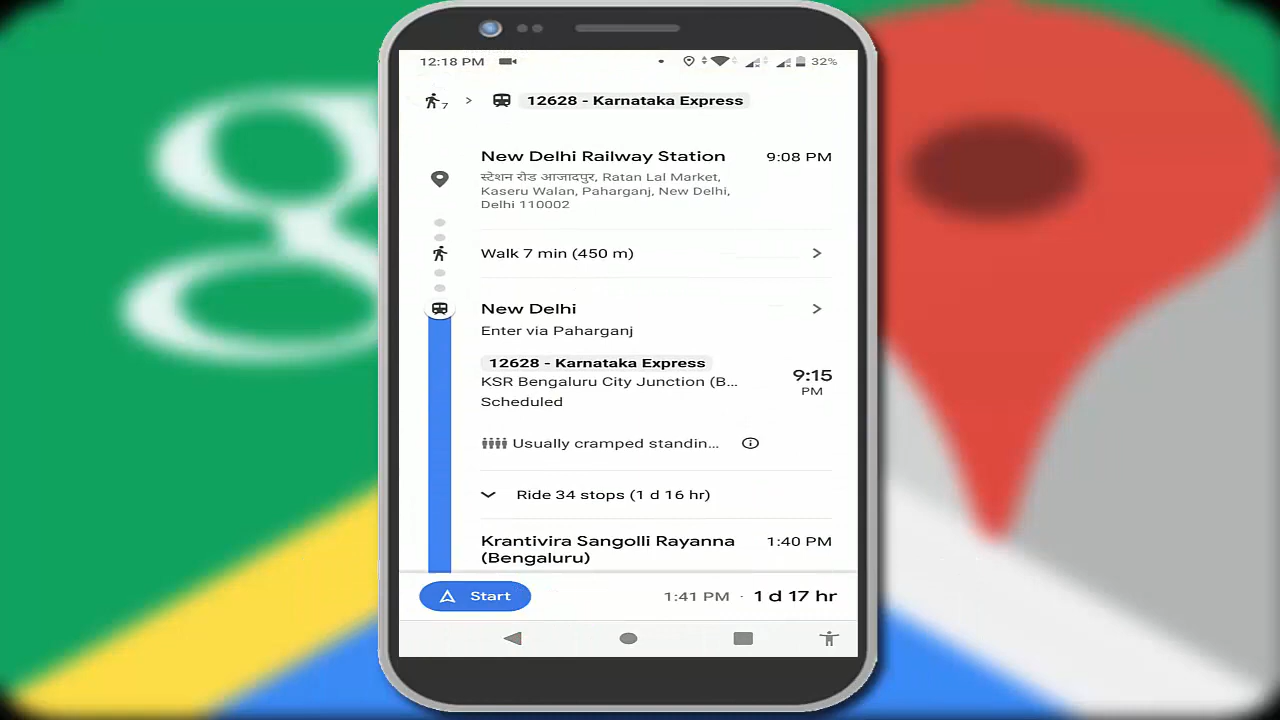 12:18 PM
32%
7 > 12628 - Karnataka Express
New Delhi Railway Station 9:08 PM
स्टेशन रोड आजादपुर, Ratan Lal Market,
Kaseru Walan, Paharganj, New Delhi,
Delhi 110002
Walk 7 min (450 m)
New Delhi
Enter via Paharganj
12628 - Karnataka Express
KSR Bengaluru City Junction (B...
Scheduled
9:15
PM
Usually cramped standin...
Ride 34 stops (1 d 16 hr)
Krantivira Sangolli Rayanna 1:40 PM
(Bengaluru)
Start
1:41 PM · 1 d 17 hr
g